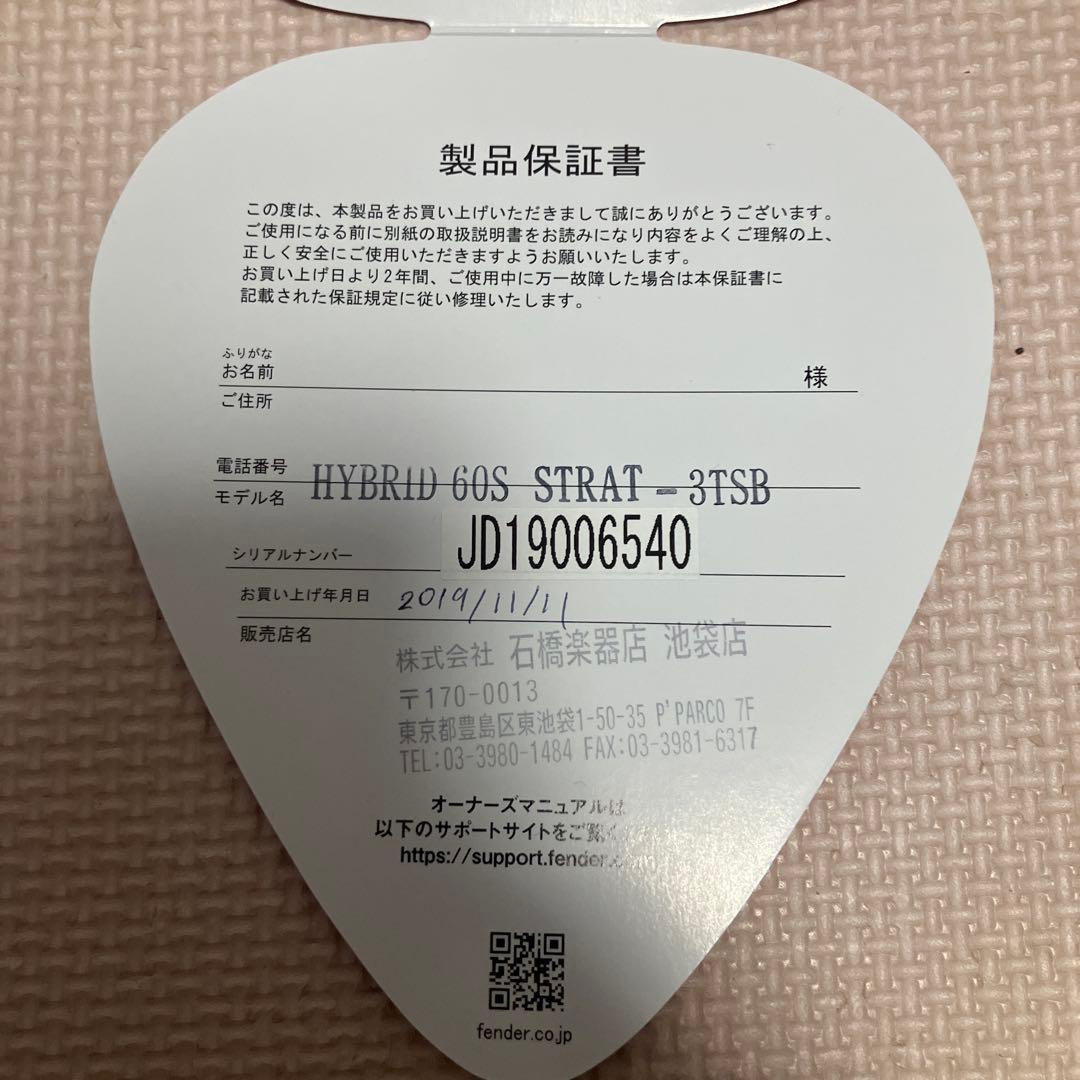 製品保証書
この度は、本製品をお買い上げいただきまして誠にありがとうございます。
ご使用になる前に別紙の取扱説明書をお読みになり内容をよくご理解の上、
正しく安全にご使用いただきますようお願いいたします。
お買い上げ日より2年間、ご使用中に万一故障した場合は本保証書に
記載された保証規定に従い修理いたします。
ふりがな
お名前 様
ご住所
電話番号
モデル名 HYBRID 60S STRAT - 3TSB
シリアルナンバー JD19006540
お買い上げ年月日 2019/11/11
販売店名
株式会社 石橋楽器店 池袋店
〒170-0013
東京都豊島区東池袋1-50-35 P'PARCO 7F
TEL:03-3980-1484 FAX:03-3981-6317
オーナーズマニュアルは
以下のサポートサイトをご覧
https://support.fender.
fender.co.jp